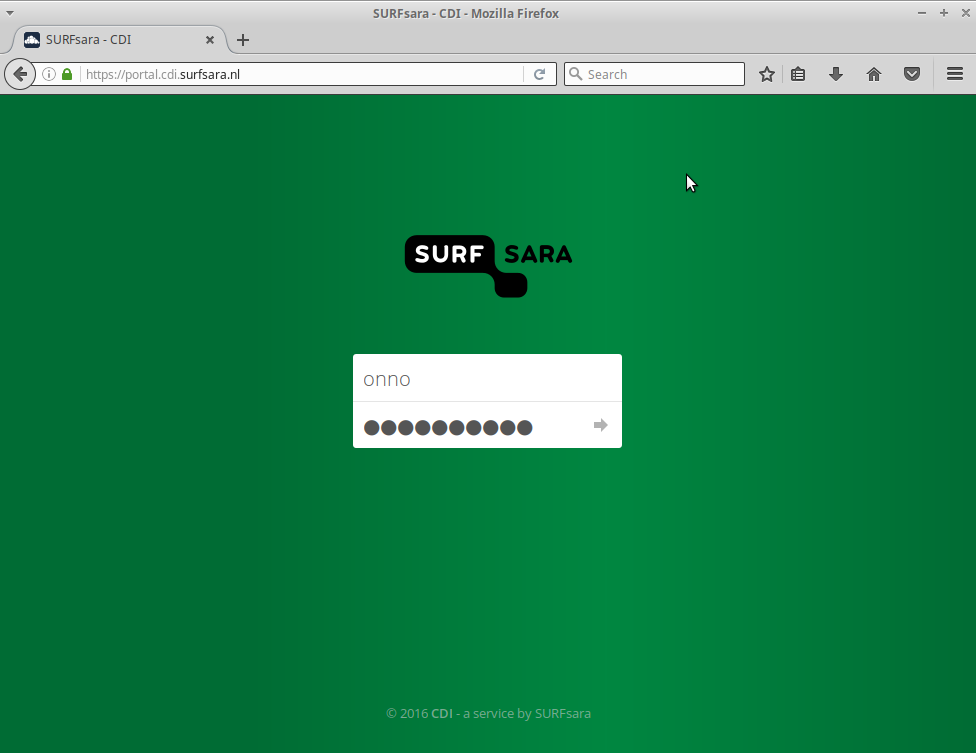 SURFsara - CDI - Mozilla Firefox
SURFsara - CDI
https://portal.cdi.surfsara.nl
Search
SURF SARA
onno
●●●●●●●●●●
© 2016 CDI - a service by SURFsara